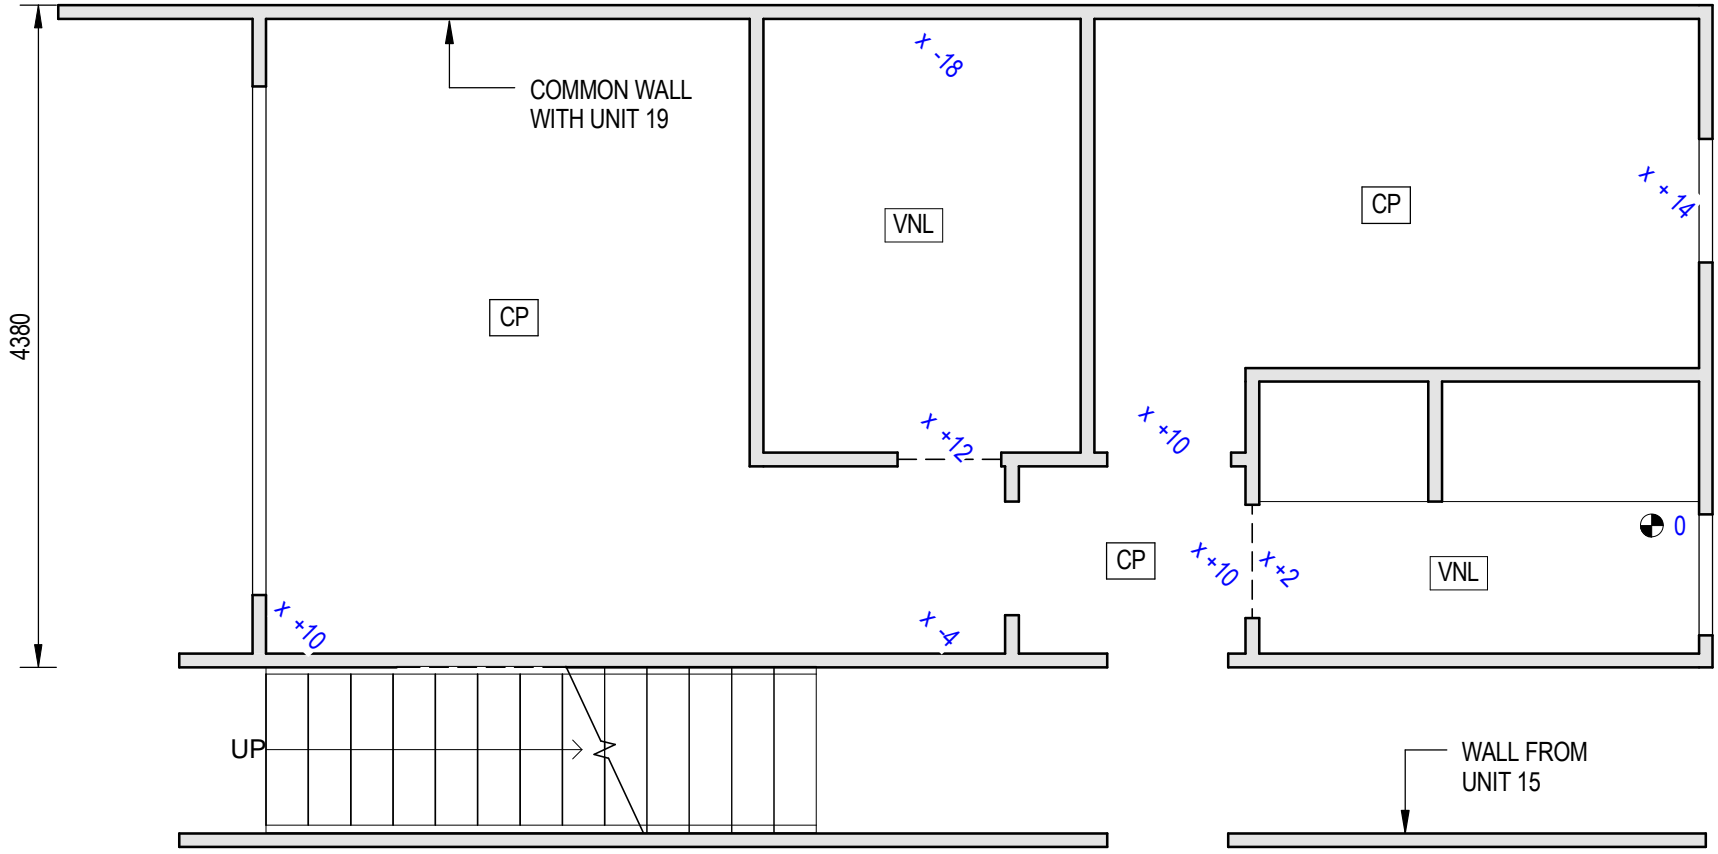 x -18
COMMON WALL
WITH UNIT 19
x +14
CP
VNL
CP
4380
x +12
x +10
0
CP
x +10
x +2
VNL
x +10
x -4
UP
WALL FROM
UNIT 15